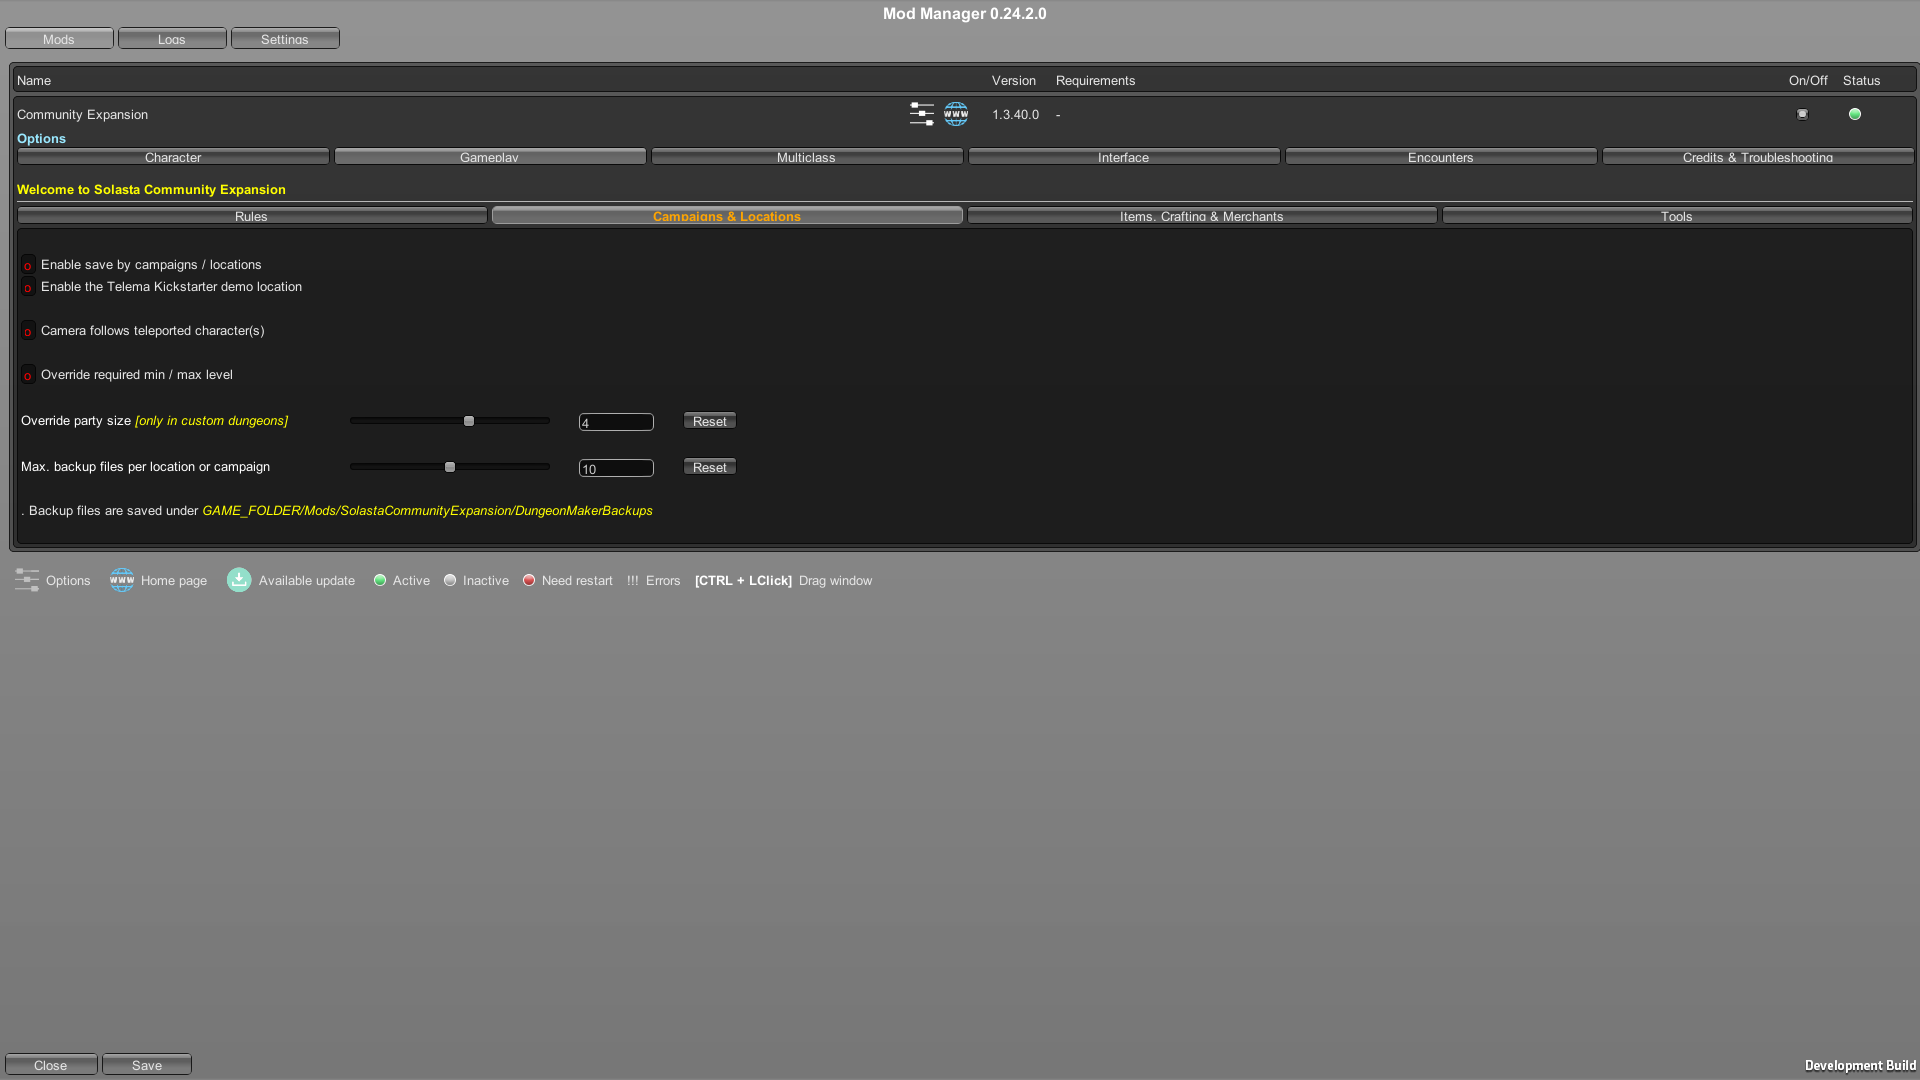 Mod Manager 0.24.2.0
Mods Logs Settings
Name Version Requirements On/Off Status
Community Expansion www 1.3.40.0 -
Options
Character Gameplay Multiclass Interface Encounters Credits & Troubleshooting
Welcome to Solasta Community Expansion
Rules Campaigns & Locations Items, Crafting & Merchants Tools
o Enable save by campaigns / locations
o Enable the Telema Kickstarter demo location
o Camera follows teleported character(s)
o Override required min / max level
Override party size [only in custom dungeons] 4 Reset
Max. backup files per location or campaign 10 Reset
. Backup files are saved under GAME_FOLDER/Mods/SolastaCommunityExpansion/DungeonMakerBackups
Options www Home page Available update Active Inactive Need restart !!! Errors [CTRL + LClick] Drag window
Close Save Development Build